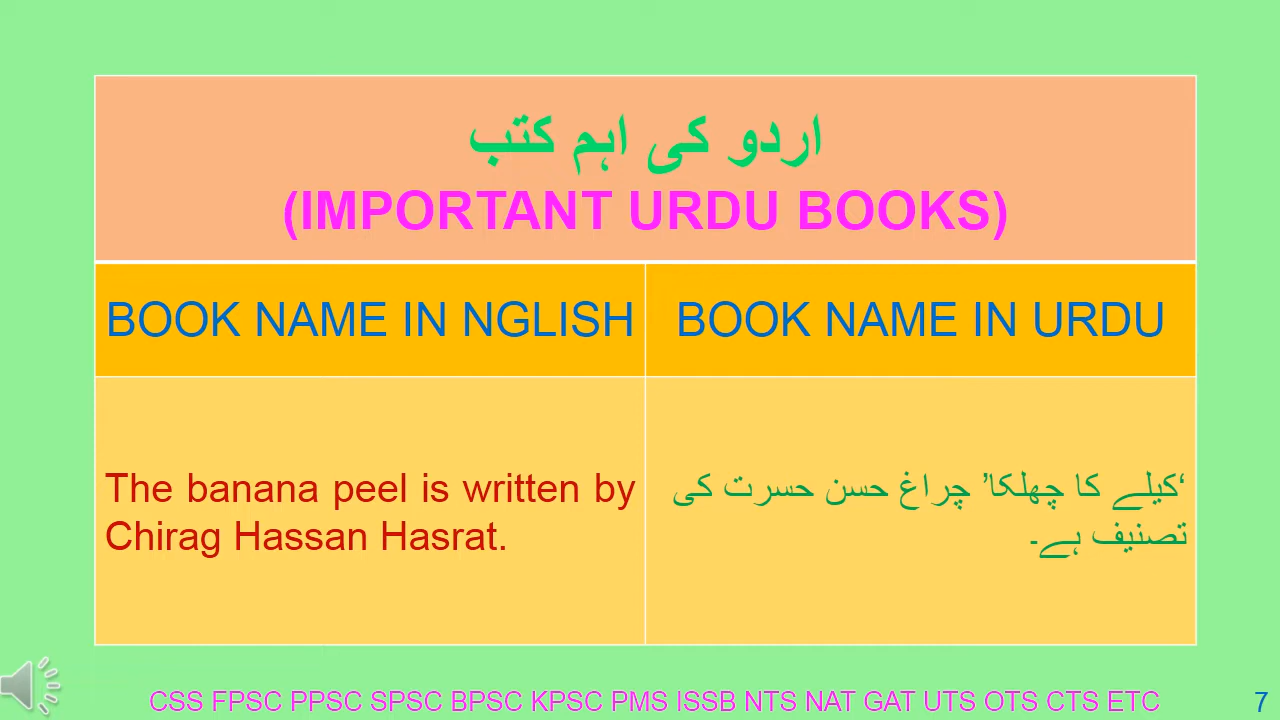 اردو کی اہم کتب
(IMPORTANT URDU BOOKS)
BOOK NAME IN NGLISH
BOOK NAME IN URDU
The banana peel is written by
Chirag Hassan Hasrat.
‘کیلے کا چھلکا’ چراغ حسن حسرت کی
تصنیف ہے۔
CSS FPSC PPSC SPSC BPSC KPSC PMS ISSB NTS NAT GAT UTS OTS CTS ETC
7